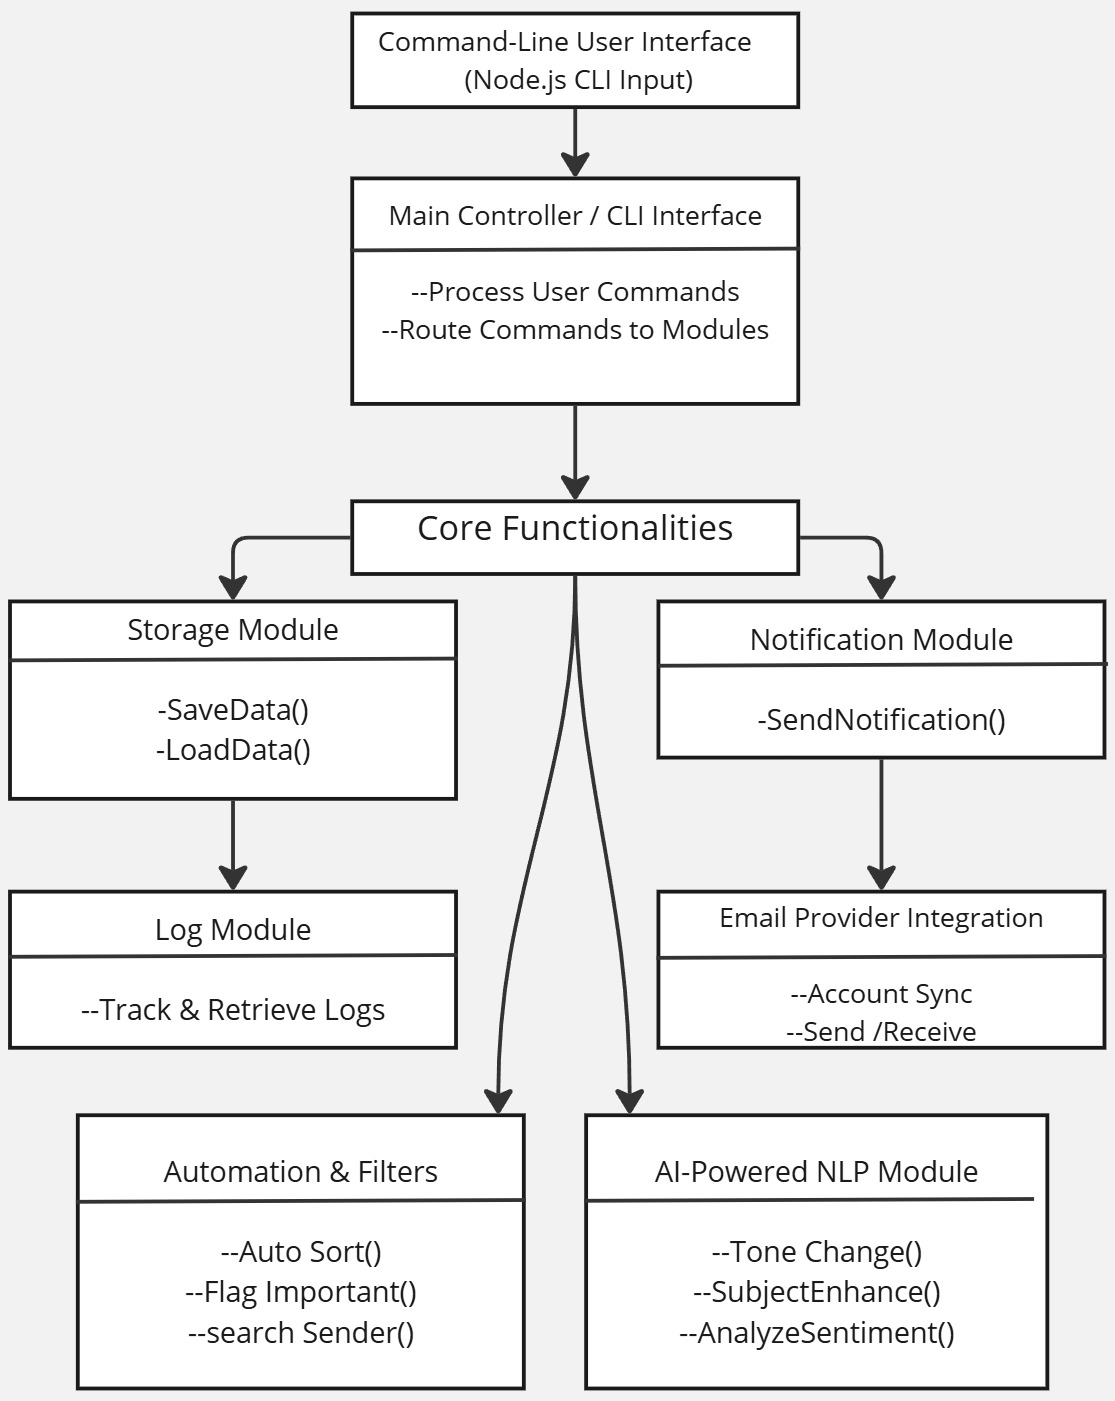 Command-Line User Interface
(Node.js CLI Input)
Main Controller / CLI Interface
--Process User Commands
--Route Commands to Modules
Core Functionalities
Storage Module
-SaveData()
-LoadData()
Notification Module
-SendNotification()
Log Module
--Track & Retrieve Logs
Email Provider Integration
--Account Sync
--Send /Receive
Automation & Filters
--Auto Sort()
--Flag Important()
--search Sender()
AI-Powered NLP Module
--Tone Change()
--SubjectEnhance()
--AnalyzeSentiment()